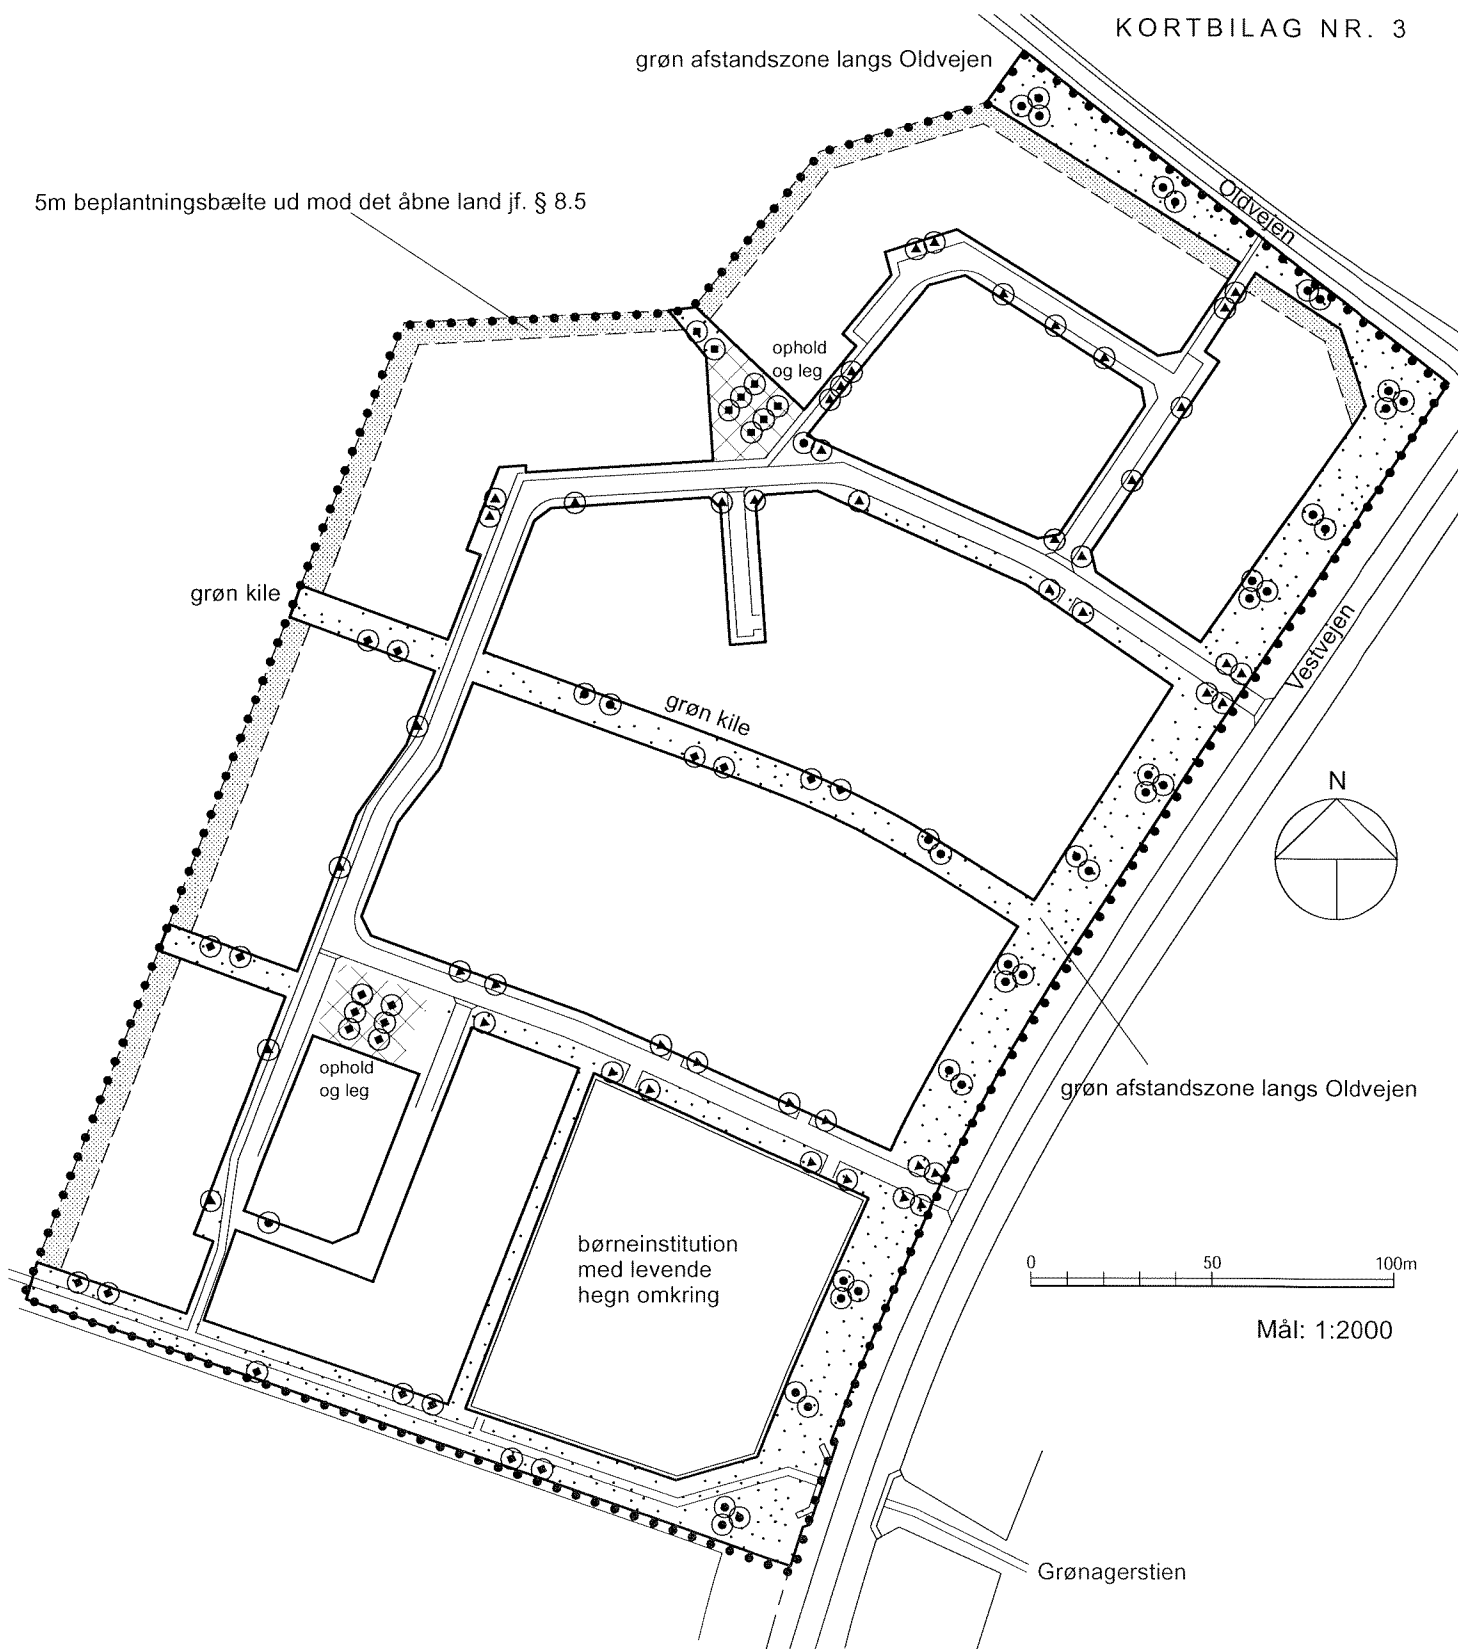 KORTBILAG NR. 3
grøn afstandszone langs Oldvejen
Oldvejen
5m beplantningsbælte ud mod det åbne land jf. § 8.5
ophold
og leg
grøn kile
grøn kile
Vestvejen
N
ophold
og leg
grøn afstandszone langs Oldvejen
børneinstitution
med levende
hegn omkring
0 50 100m
Mål: 1:2000
Grønagerstien